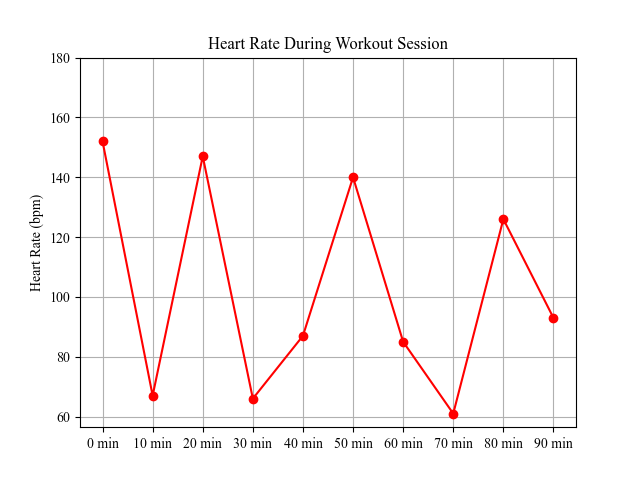 Heart Rate During Workout Session
Heart Rate (bpm)
180
160
140
120
100
80
60
0 min 10 min 20 min 30 min 40 min 50 min 60 min 70 min 80 min 90 min